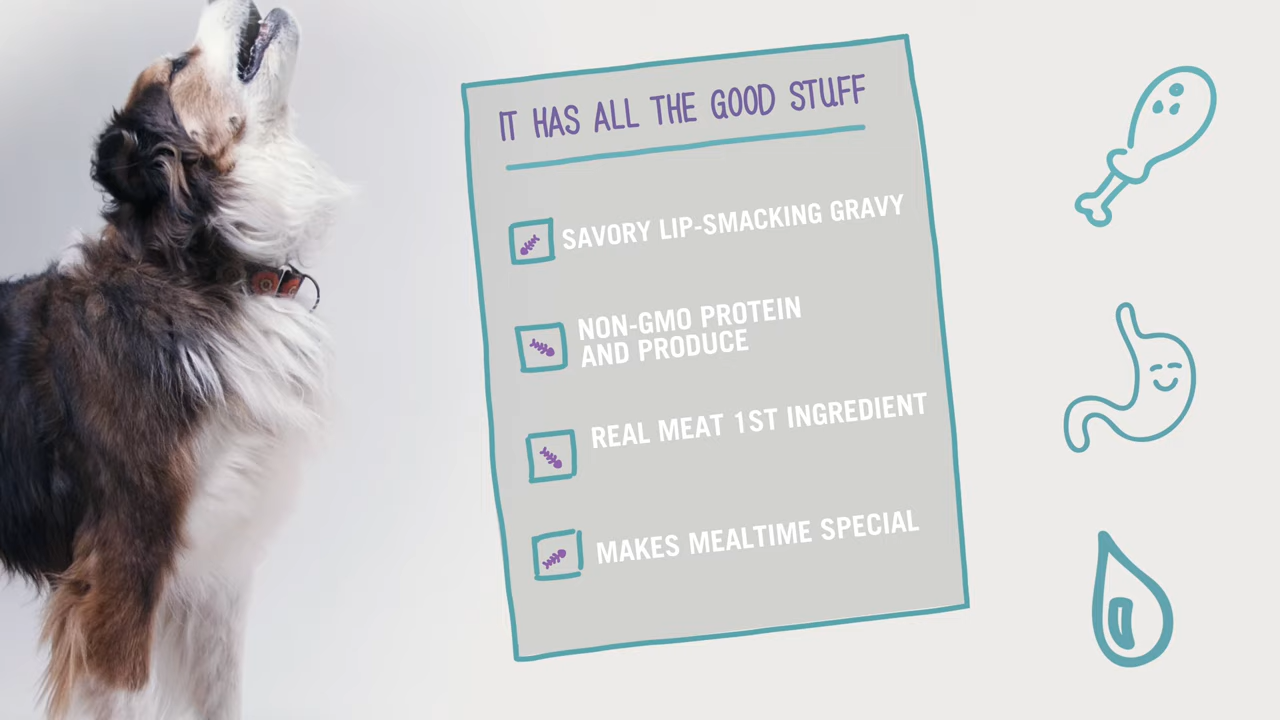 IT HAS ALL THE GOOD STUFF
SAVORY LIP-SMACKING GRAVY
NON-GMO PROTEIN
AND PRODUCE
REAL MEAT 1ST INGREDIENT
MAKES MEALTIME SPECIAL